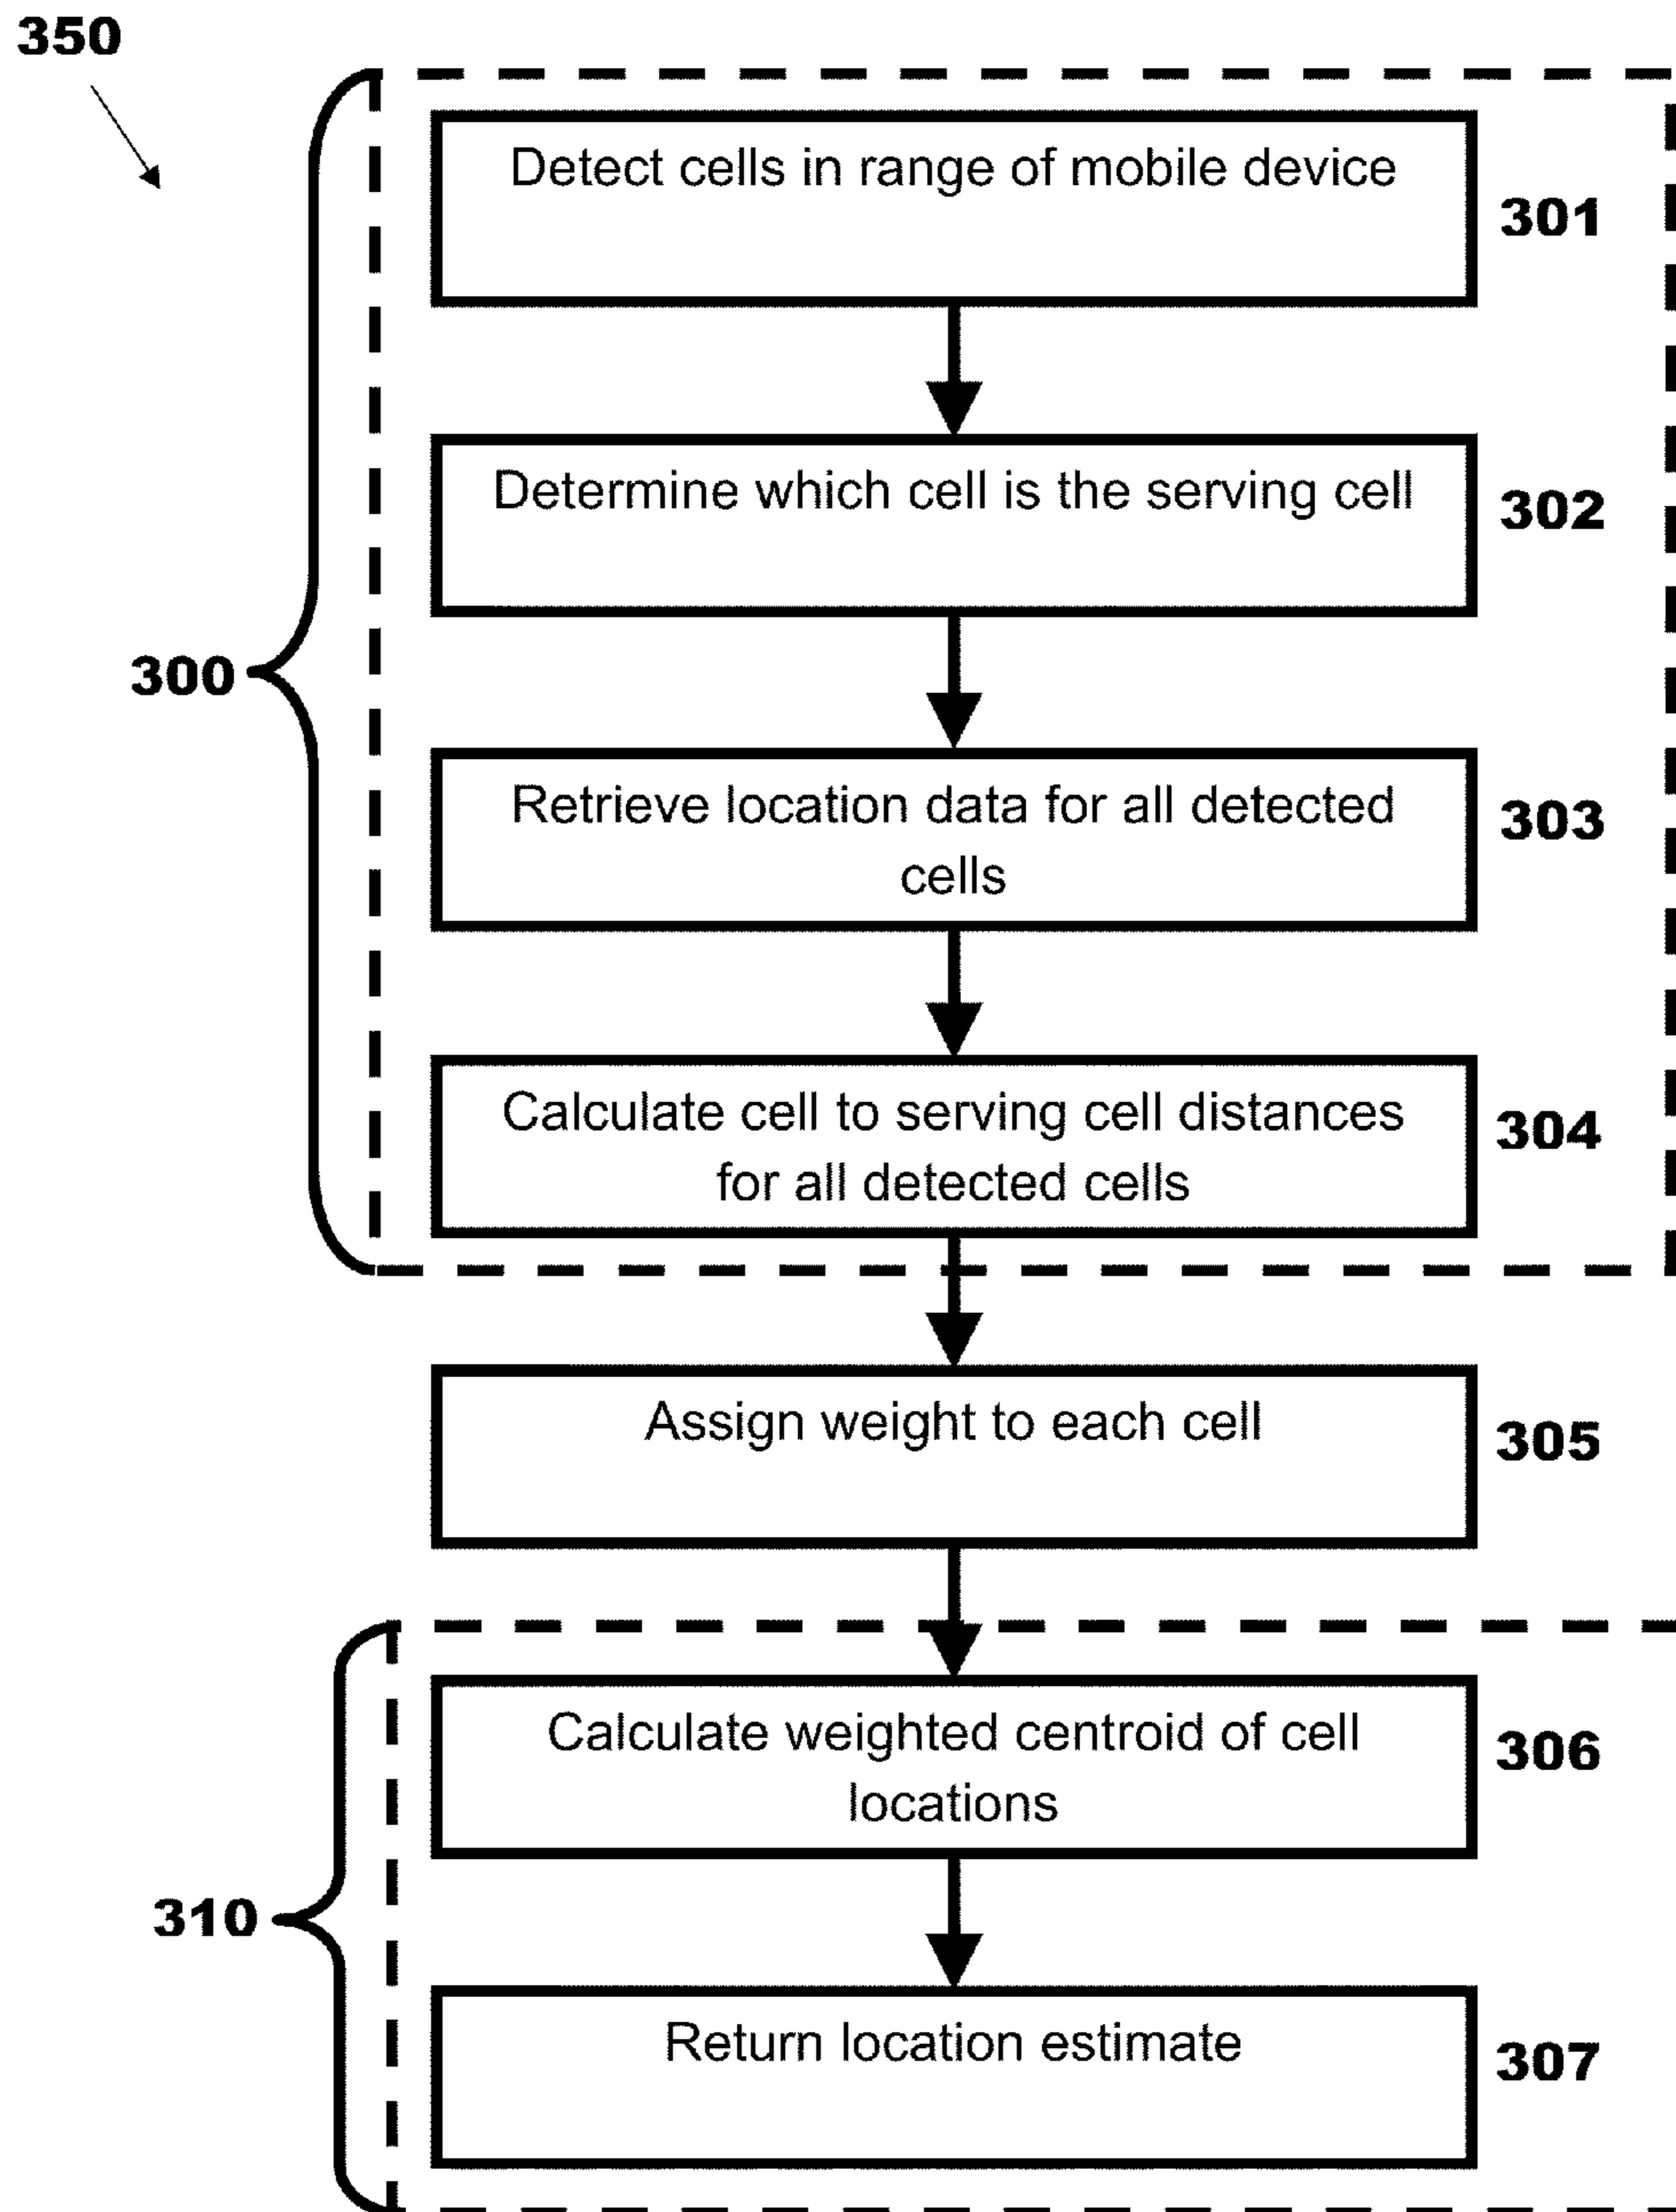 350
Detect cells in range of mobile device
301
Determine which cell is the serving cell
302
300
Retrieve location data for all detected
cells
303
Calculate cell to serving cell distances
for all detected cells
304
Assign weight to each cell
305
Calculate weighted centroid of cell
locations
306
310
Return location estimate
307